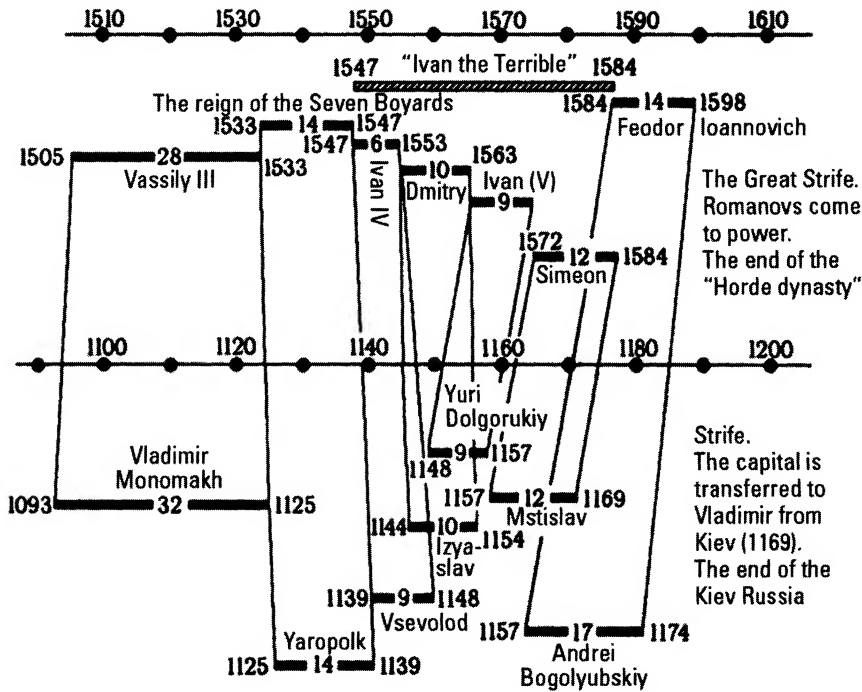 1510 1530 1550 1570 1590 1610
"Ivan the Terrible"
1547 1584
The reign of the Seven Boyards
1533 14 1547
1584 14 1598
Feodor Ioannovich
1547 6 1553
Ivan IV
1505 28 1533
Vassily III
10 1563
Dmitry
Ivan (V)
9
1572 12 1584
Simeon
The Great Strife.
Romanovs come
to power.
The end of the
"Horde dynasty"
1100 1120 1140 1160 1180 1200
Yuri
Dolgorukiy
1148 9 1157
Vladimir
Monomakh
1093 32 1125
1157 12 1169
Mstislav
1144 10 1154
Izya-
slav
1139 9 1148
Vsevolod
1157 17 1174
Andrei
Bogolyubskiy
Yaropolk
1125 14 1139
Strife.
The capital is
transferred to
Vladimir from
Kiev (1169).
The end of the
Kiev Russia